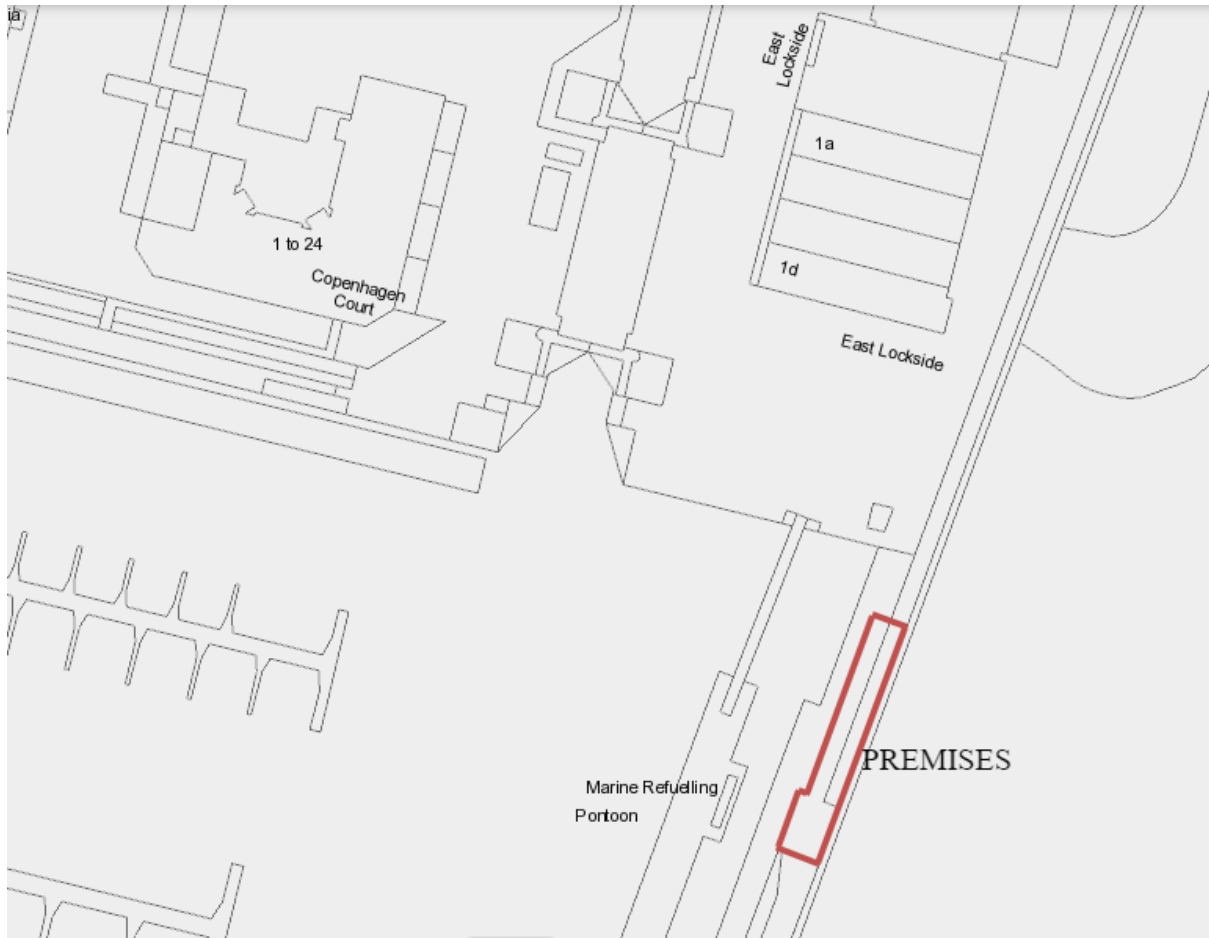 ia
East
Lockside
1a
1 to 24
1d
Copenhagen
Court
East Lockside
PREMISES
Marine Refuelling
Pontoon